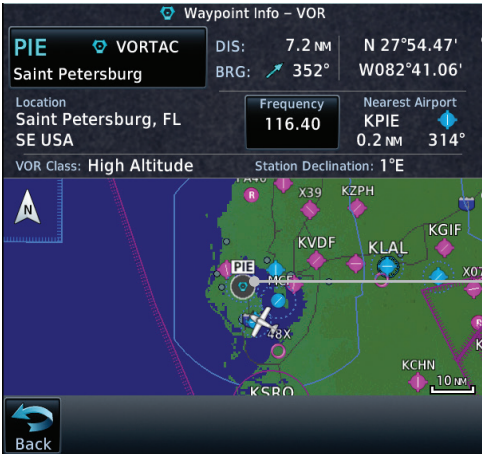 Waypoint Info – VOR
PIE VORTAC
Saint Petersburg
DIS: 7.2 NM
BRG: 352°
N 27°54.47'
W082°41.06'
Location
Saint Petersburg, FL
SE USA
Frequency
116.40
Nearest Airport
KPIE
0.2 NM 314°
VOR Class: High Altitude
Station Declination: 1°E
N
R
X39
KZPH
KGIF
KVDF
KLAL
PIE
MCF
X07
48X
R
KCHN
10 NM
KSRQ
Back